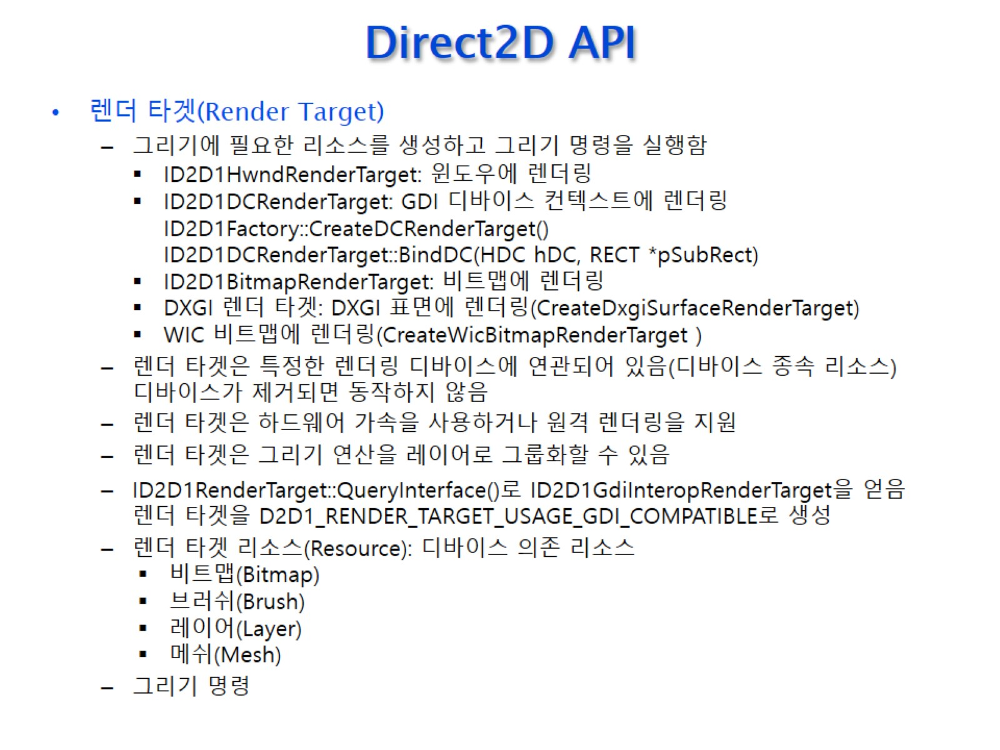 Direct2D API
• 렌더 타겟(Render Target)
– 그리기에 필요한 리소스를 생성하고 그리기 명령을 실행함
▪ ID2D1HwndRenderTarget: 윈도우에 렌더링
▪ ID2D1DCRenderTarget: GDI 디바이스 컨텍스트에 렌더링
ID2D1Factory::CreateDCRenderTarget()
ID2D1DCRenderTarget::BindDC(HDC hDC, RECT *pSubRect)
▪ ID2D1BitmapRenderTarget: 비트맵에 렌더링
▪ DXGI 렌더 타겟: DXGI 표면에 렌더링(CreateDxgiSurfaceRenderTarget)
▪ WIC 비트맵에 렌더링(CreateWicBitmapRenderTarget )
– 렌더 타겟은 특정한 렌더링 디바이스에 연관되어 있음(디바이스 종속 리소스)
디바이스가 제거되면 동작하지 않음
– 렌더 타겟은 하드웨어 가속을 사용하거나 원격 렌더링을 지원
– 렌더 타겟은 그리기 연산을 레이어로 그룹화할 수 있음
– ID2D1RenderTarget::QueryInterface()로 ID2D1GdiInteropRenderTarget을 얻음
렌더 타겟을 D2D1_RENDER_TARGET_USAGE_GDI_COMPATIBLE로 생성
– 렌더 타겟 리소스(Resource): 디바이스 의존 리소스
▪ 비트맵(Bitmap)
▪ 브러쉬(Brush)
▪ 레이어(Layer)
▪ 메쉬(Mesh)
– 그리기 명령